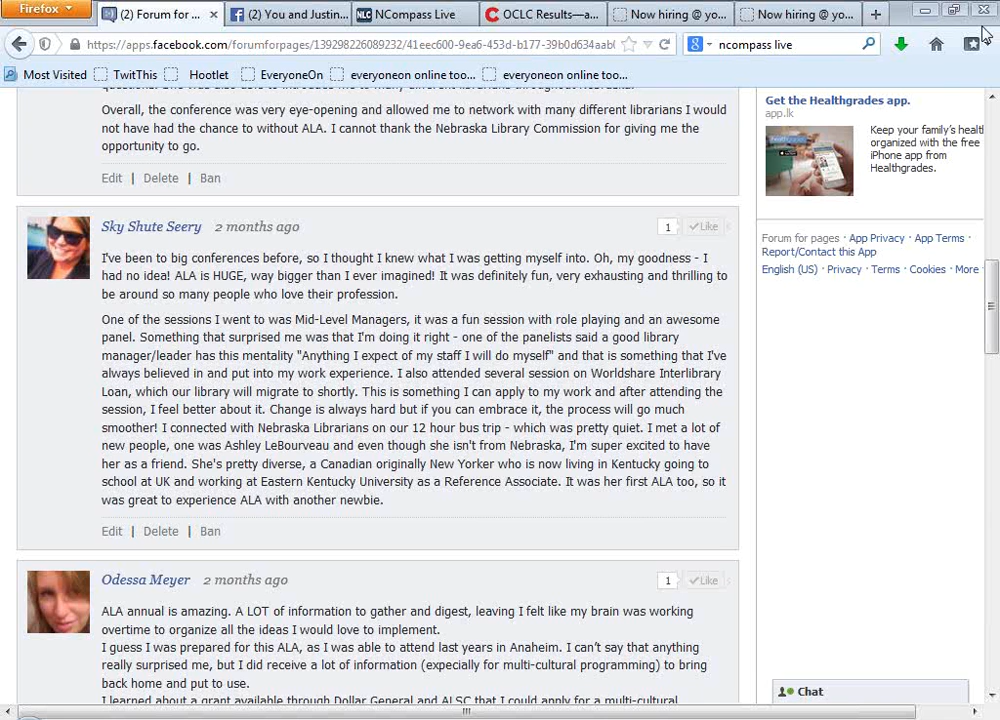 Firefox
(2) Forum for ...
(2) You and Justin...
NLC NCompass Live
OCLC Results—a...
Now hiring @ yo...
Now hiring @ yo...
https://apps.facebook.com/forumforpages/139298226089232/41eec600-9ea6-453d-b177-39b0d634aab
ncompass live
Most Visited
TwitThis
Hootlet
EveryoneOn
everyoneon online too...
everyoneon online too...
Overall, the conference was very eye-opening and allowed me to network with many different librarians I would
not have had the chance to without ALA. I cannot thank the Nebraska Library Commission for giving me the
opportunity to go.
Edit | Delete | Ban
Sky Shute Seery 2 months ago
1 Like
I've been to big conferences before, so I thought I knew what I was getting myself into. Oh, my goodness - I
had no idea! ALA is HUGE, way bigger than I ever imagined! It was definitely fun, very exhausting and thrilling to
be around so many people who love their profession.
One of the sessions I went to was Mid-Level Managers, it was a fun session with role playing and an awesome
panel. Something that surprised me was that I'm doing it right - one of the panelists said a good library
manager/leader has this mentality "Anything I expect of my staff I will do myself" and that is something that I've
always believed in and put into my work experience. I also attended several session on Worldshare Interlibrary
Loan, which our library will migrate to shortly. This is something I can apply to my work and after attending the
session, I feel better about it. Change is always hard but if you can embrace it, the process will go much
smoother! I connected with Nebraska Librarians on our 12 hour bus trip - which was pretty quiet. I met a lot of
new people, one was Ashley LeBourveau and even though she isn't from Nebraska, I'm super excited to have
her as a friend. She's pretty diverse, a Canadian originally New Yorker who is now living in Kentucky going to
school at UK and working at Eastern Kentucky University as a Reference Associate. It was her first ALA too, so it
was great to experience ALA with another newbie.
Edit | Delete | Ban
Odessa Meyer 2 months ago
1 Like
ALA annual is amazing. A LOT of information to gather and digest, leaving I felt like my brain was working
overtime to organize all the ideas I would love to implement.
I guess I was prepared for this ALA, as I was able to attend last years in Anaheim. I can't say that anything
really surprised me, but I did receive a lot of information (especially for multi-cultural programming) to bring
back home and put to use.
I learned about a grant available through Dollar General and ALSC that I could apply for a multi-cultural
Get the Healthgrades app.
app.lk
Keep your family's healt
organized with the free
iPhone app from
Healthgrades.
Forum for pages · App Privacy · App Terms ·
Report/Contact this App
English (US) · Privacy · Terms · Cookies · More
Chat